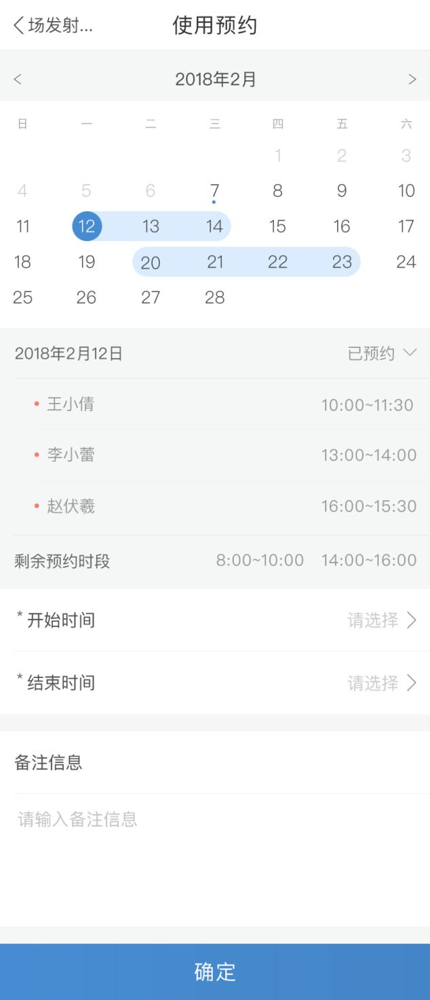 场发射... 使用预约
< 2018年2月 >
日 一 二 三 四 五 六
1 2 3
4 5 6 7 8 9 10
11 12 13 14 15 16 17
18 19 20 21 22 23 24
25 26 27 28
2018年2月12日 已预约
王小倩 10:00~11:30
李小蕾 13:00~14:00
赵伏羲 16:00~15:30
剩余预约时段 8:00~10:00 14:00~16:00
* 开始时间 请选择
* 结束时间 请选择
备注信息
请输入备注信息
确定